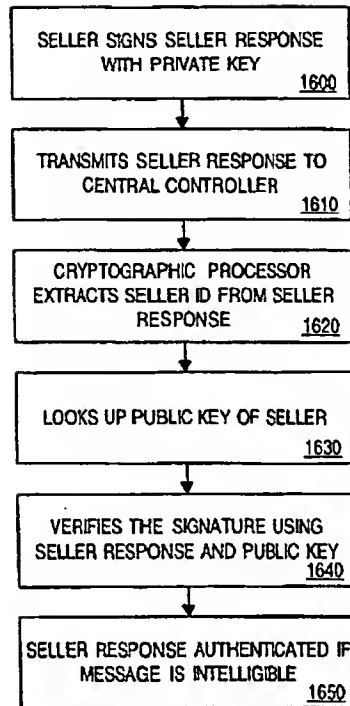 SELLER SIGNS SELLER RESPONSE
WITH PRIVATE KEY
1600
TRANSMITS SELLER RESPONSE TO
CENTRAL CONTROLLER
1610
CRYPTOGRAPHIC PROCESSOR
EXTRACTS SELLER ID FROM SELLER
RESPONSE
1620
LOOKS UP PUBLIC KEY OF SELLER
1630
VERIFIES THE SIGNATURE USING
SELLER RESPONSE AND PUBLIC KEY
1640
SELLER RESPONSE AUTHENTICATED IF
MESSAGE IS INTELLIGIBLE
1650